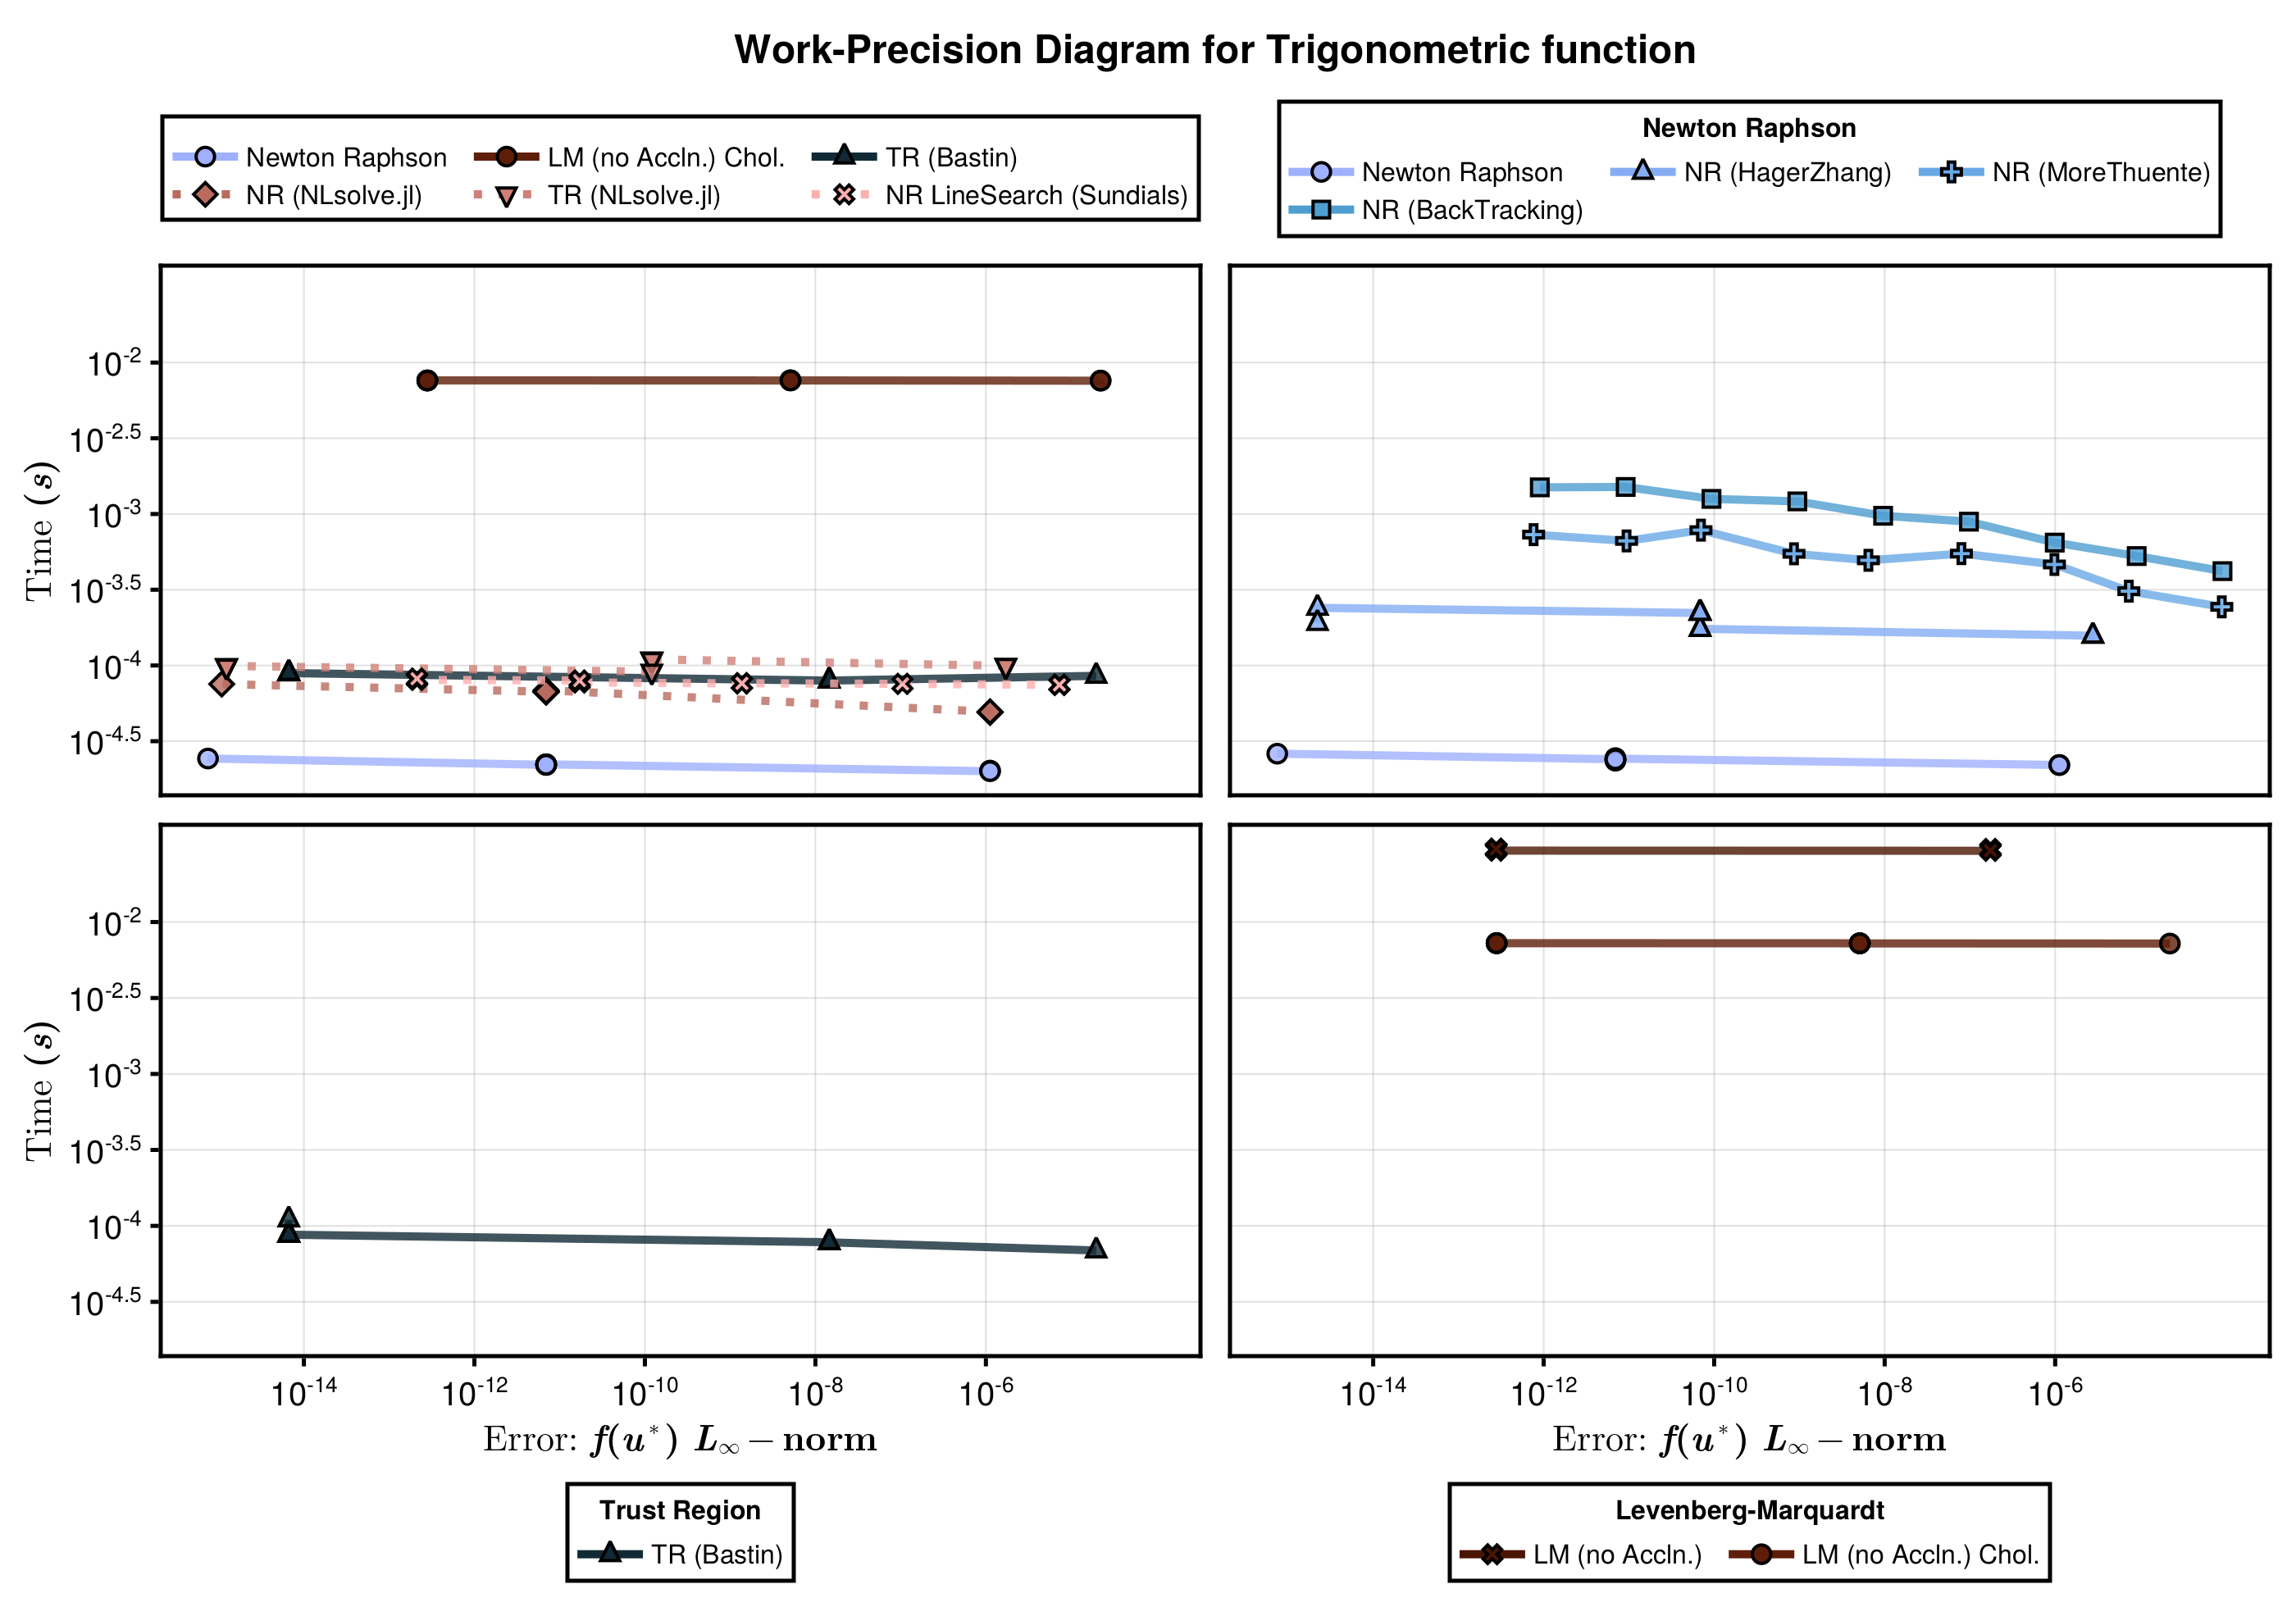 Work-Precision Diagram for Trigonometric function
Newton Raphson LM (no Accln.) Chol. TR (Bastin)
NR (NLsolve.jl) TR (NLsolve.jl) NR LineSearch (Sundials)
Newton Raphson
Newton Raphson NR (HagerZhang) NR (MoreThuente)
NR (BackTracking)
Time (s)
10^-2
10^-2.5
10^-3
10^-3.5
10^-4
10^-4.5
Time (s)
10^-2
10^-2.5
10^-3
10^-3.5
10^-4
10^-4.5
10^-14 10^-12 10^-10 10^-8 10^-6
Error: f(u*) L∞ − norm
10^-14 10^-12 10^-10 10^-8 10^-6
Error: f(u*) L∞ − norm
Trust Region
TR (Bastin)
Levenberg-Marquardt
LM (no Accln.) LM (no Accln.) Chol.